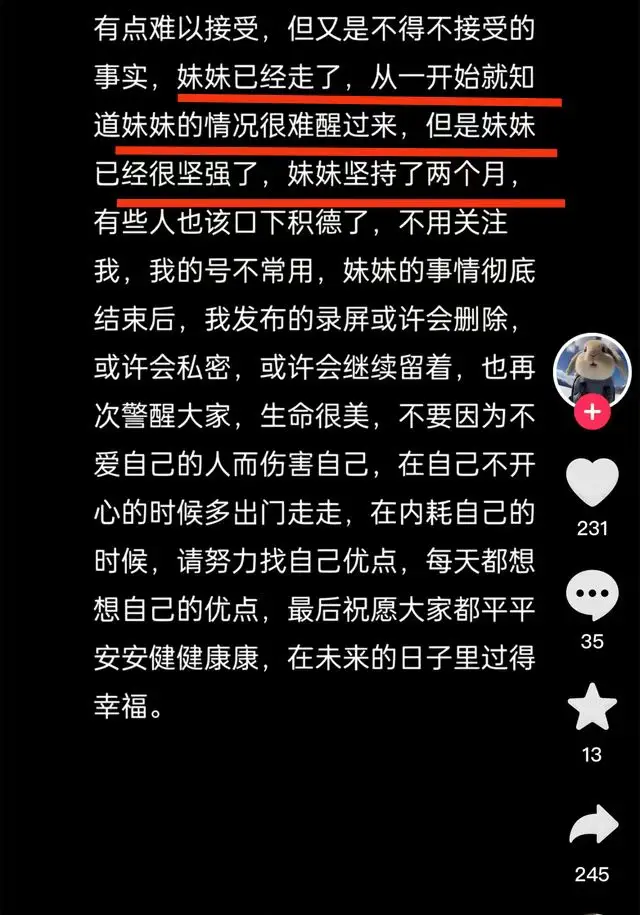 有点难以接受，但又是不得不接受的
事实，妹妹已经走了，从一开始就知
道妹妹的情况很难醒过来，但是妹妹
已经很坚强了，妹妹坚持了两个月，
有些人也该口下积德了，不用关注
我，我的号不常用，妹妹的事情彻底
结束后，我发布的录屏或许会删除，
或许会私密，或许会继续留着，也再
次警醒大家，生命很美，不要因为不
爱自己的人而伤害自己，在自己不开
心的时候多出门走走，在内耗自己的
时候，请努力找自己优点，每天都想
想自己的优点，最后祝愿大家都平平
安安健健康康，在未来的日子里过得
幸福。
231
35
13
245